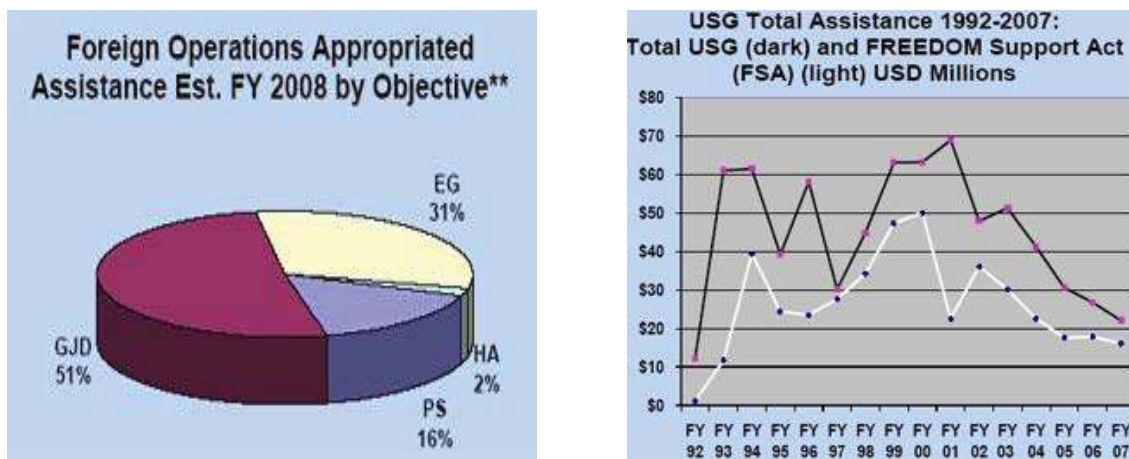 Foreign Operations Appropriated
Assistance Est. FY 2008 by Objective**
EG
31%
GJD
51%
HA
2%
PS
16%
USG Total Assistance 1992-2007:
Total USG (dark) and FREEDOM Support Act
(FSA) (light) USD Millions
$80
$70
$60
$50
$40
$30
$20
$10
$0
FY FY FY FY FY FY FY FY FY FY FY FY FY FY FY FY
92 93 94 95 96 97 98 99 00 01 02 03 04 05 06 07